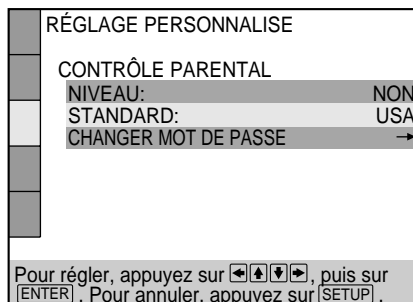 RÉGLAGE PERSONNALISE
CONTRÔLE PARENTAL
NIVEAU: NON
STANDARD: USA
CHANGER MOT DE PASSE →
Pour régler, appuyez sur ←↑↓→, puis sur
ENTER . Pour annuler, appuyez sur SETUP .